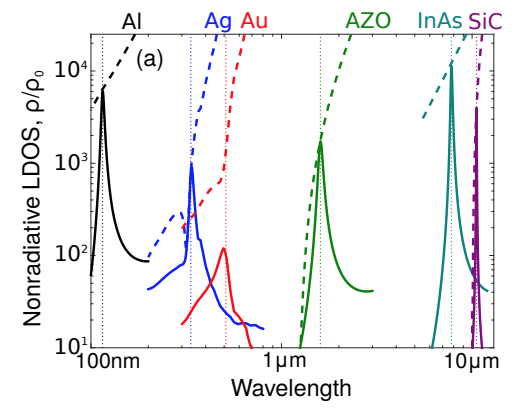 Al Ag Au AZO InAs SiC
(a)
Nonradiative LDOS, ρ/ρ₀
10⁴
10³
10²
10¹
100nm 1μm 10μm
Wavelength